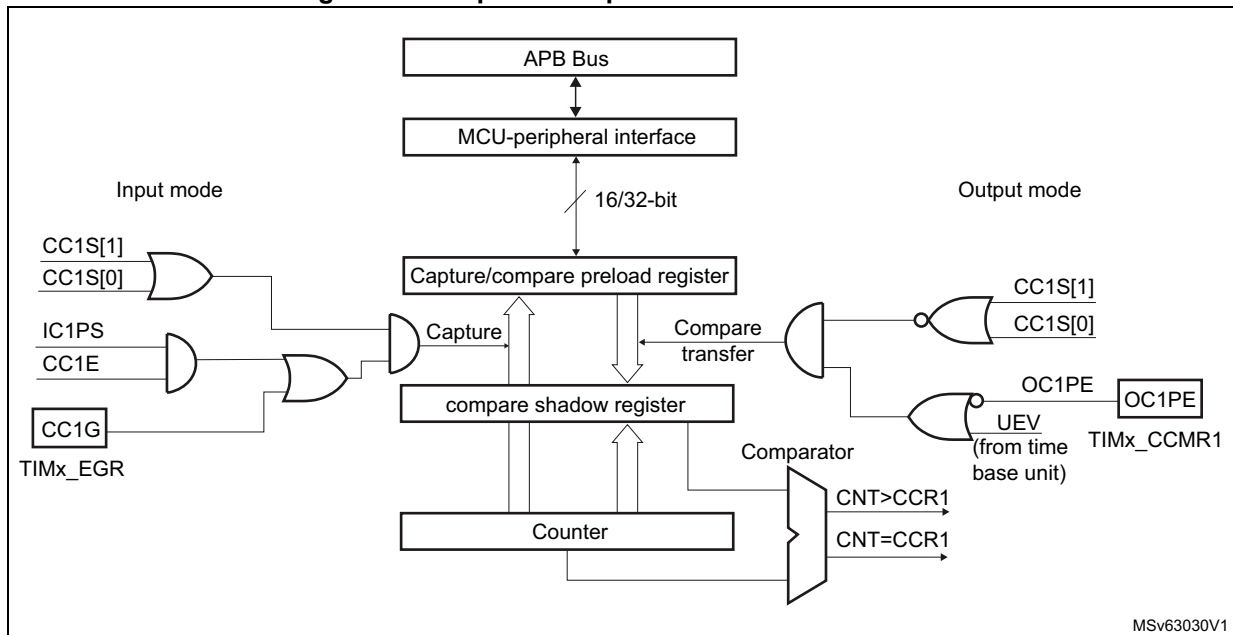 APB Bus
MCU-peripheral interface
Input mode
16/32-bit
Output mode
CC1S[1]
CC1S[0]
Capture/compare preload register
CC1S[1]
CC1S[0]
IC1PS
CC1E
Capture
Compare
transfer
CC1G
TIMx_EGR
compare shadow register
OC1PE
OC1PE
UEV
(from time
base unit)
TIMx_CCMR1
Comparator
CNT>CCR1
Counter
CNT=CCR1
MSv63030V1